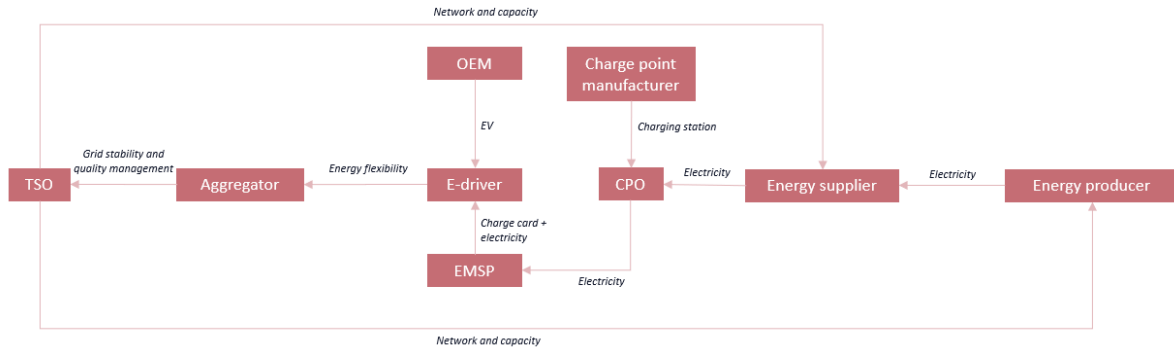 Network and capacity
OEM
Charge point
manufacturer
EV
Charging station
Grid stability and
quality management
Energy flexibility
Electricity
Electricity
TSO
Aggregator
E-driver
CPO
Energy supplier
Energy producer
Charge card +
electricity
EMSP
Electricity
Network and capacity